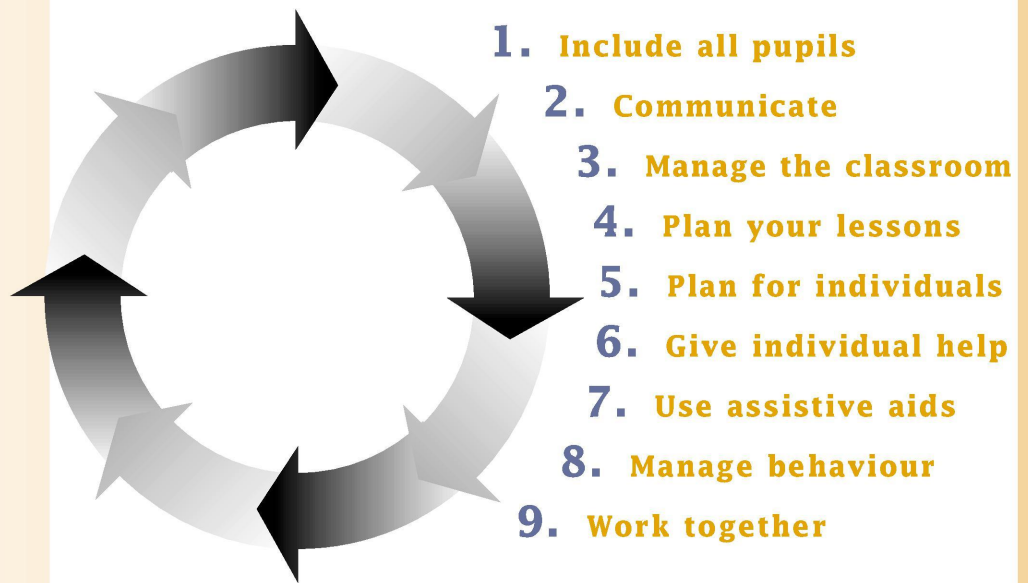 1. Include all pupils
2. Communicate
3. Manage the classroom
4. Plan your lessons
5. Plan for individuals
6. Give individual help
7. Use assistive aids
8. Manage behaviour
9. Work together